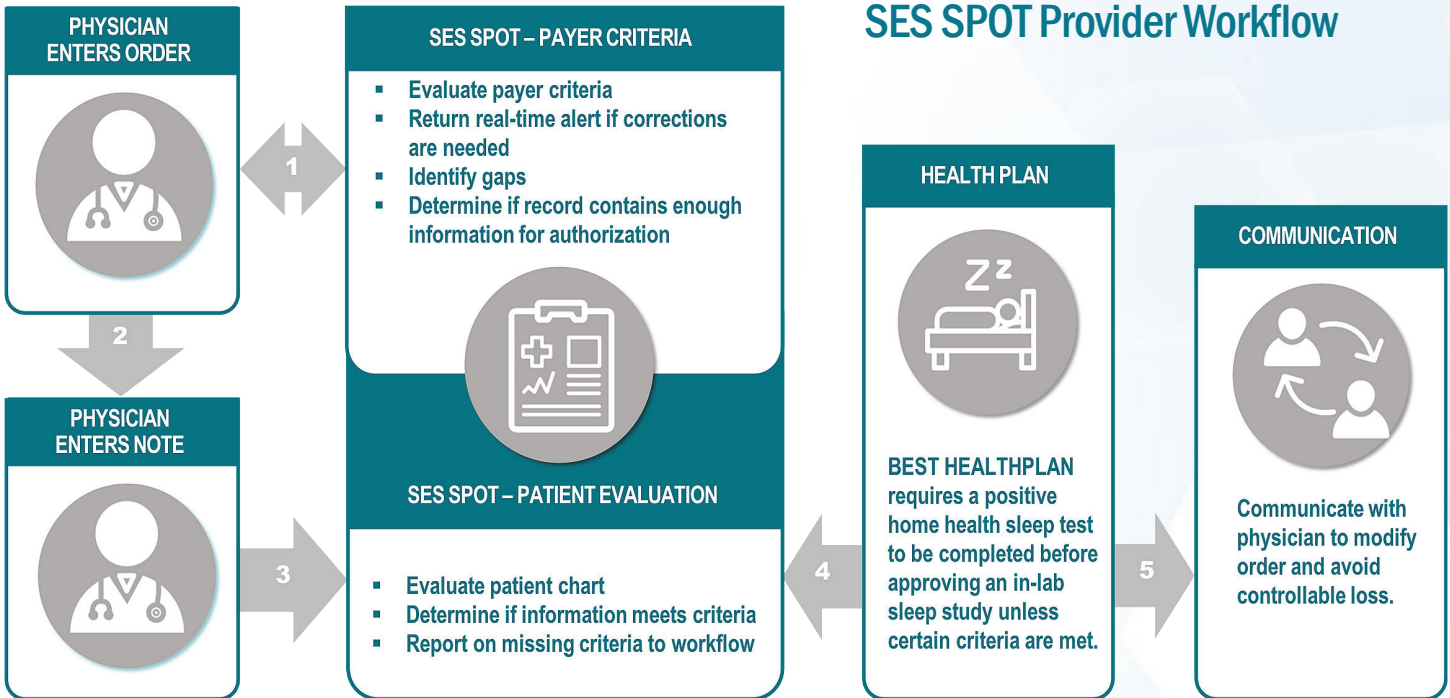 SES SPOT Provider Workflow
PHYSICIAN
ENTERS ORDER
1
SES SPOT – PAYER CRITERIA
▪ Evaluate payer criteria
▪ Return real-time alert if corrections
are needed
▪ Identify gaps
▪ Determine if record contains enough
information for authorization
2
PHYSICIAN
ENTERS NOTE
3
SES SPOT – PATIENT EVALUATION
▪ Evaluate patient chart
▪ Determine if information meets criteria
▪ Report on missing criteria to workflow
4
HEALTH PLAN
Z Z
BEST HEALTHPLAN
requires a positive
home health sleep test
to be completed before
approving an in-lab
sleep study unless
certain criteria are met.
5
COMMUNICATION
Communicate with
physician to modify
order and avoid
controllable loss.